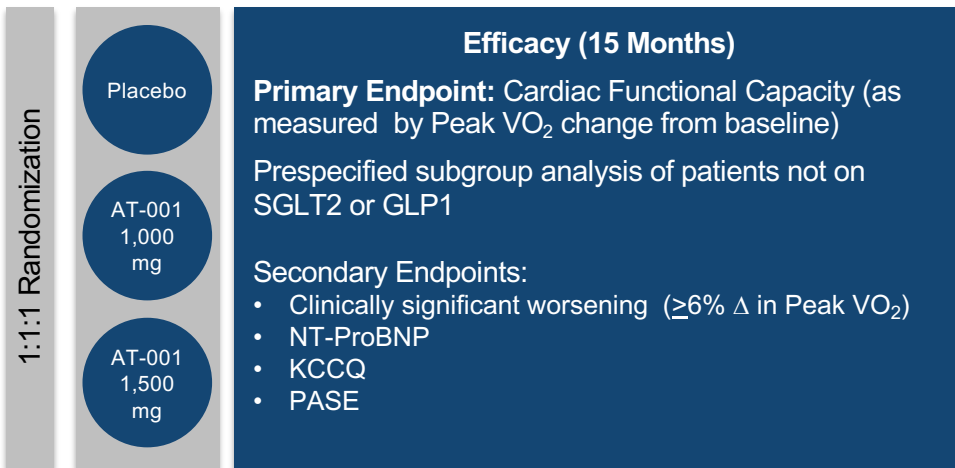 1:1:1 Randomization
Placebo
AT-001
1,000
mg
AT-001
1,500
mg
Efficacy (15 Months)
Primary Endpoint: Cardiac Functional Capacity (as
measured by Peak VO₂ change from baseline)
Prespecified subgroup analysis of patients not on
SGLT2 or GLP1
Secondary Endpoints:
• Clinically significant worsening (≥6% Δ in Peak VO₂)
• NT-ProBNP
• KCCQ
• PASE